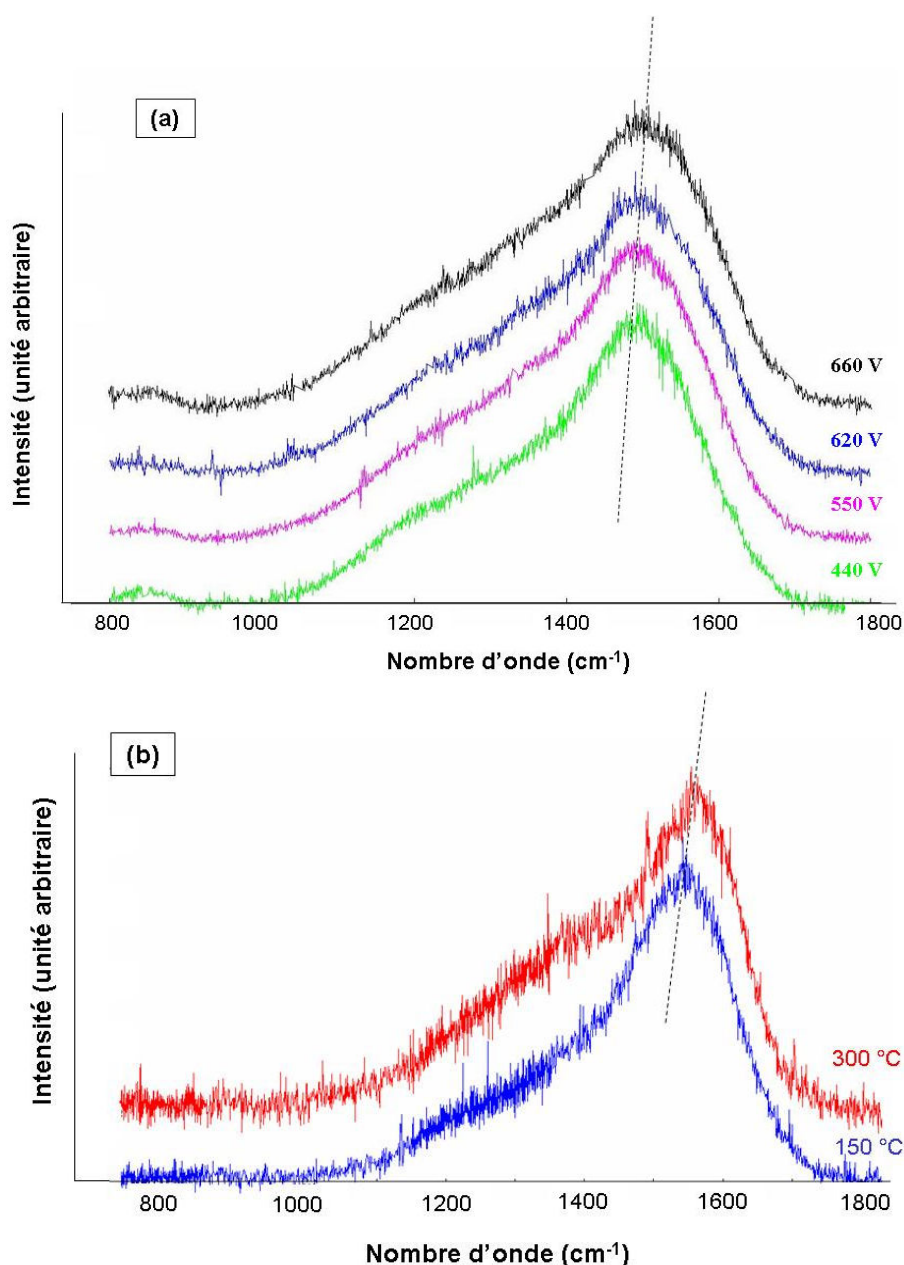 (a)
Intensité (unité arbitraire)
660 V
620 V
550 V
440 V
800 1000 1200 1400 1600 1800
Nombre d'onde (cm⁻¹)
(b)
Intensité (unité arbitraire)
300 °C
150 °C
800 1000 1200 1400 1600 1800
Nombre d'onde (cm⁻¹)